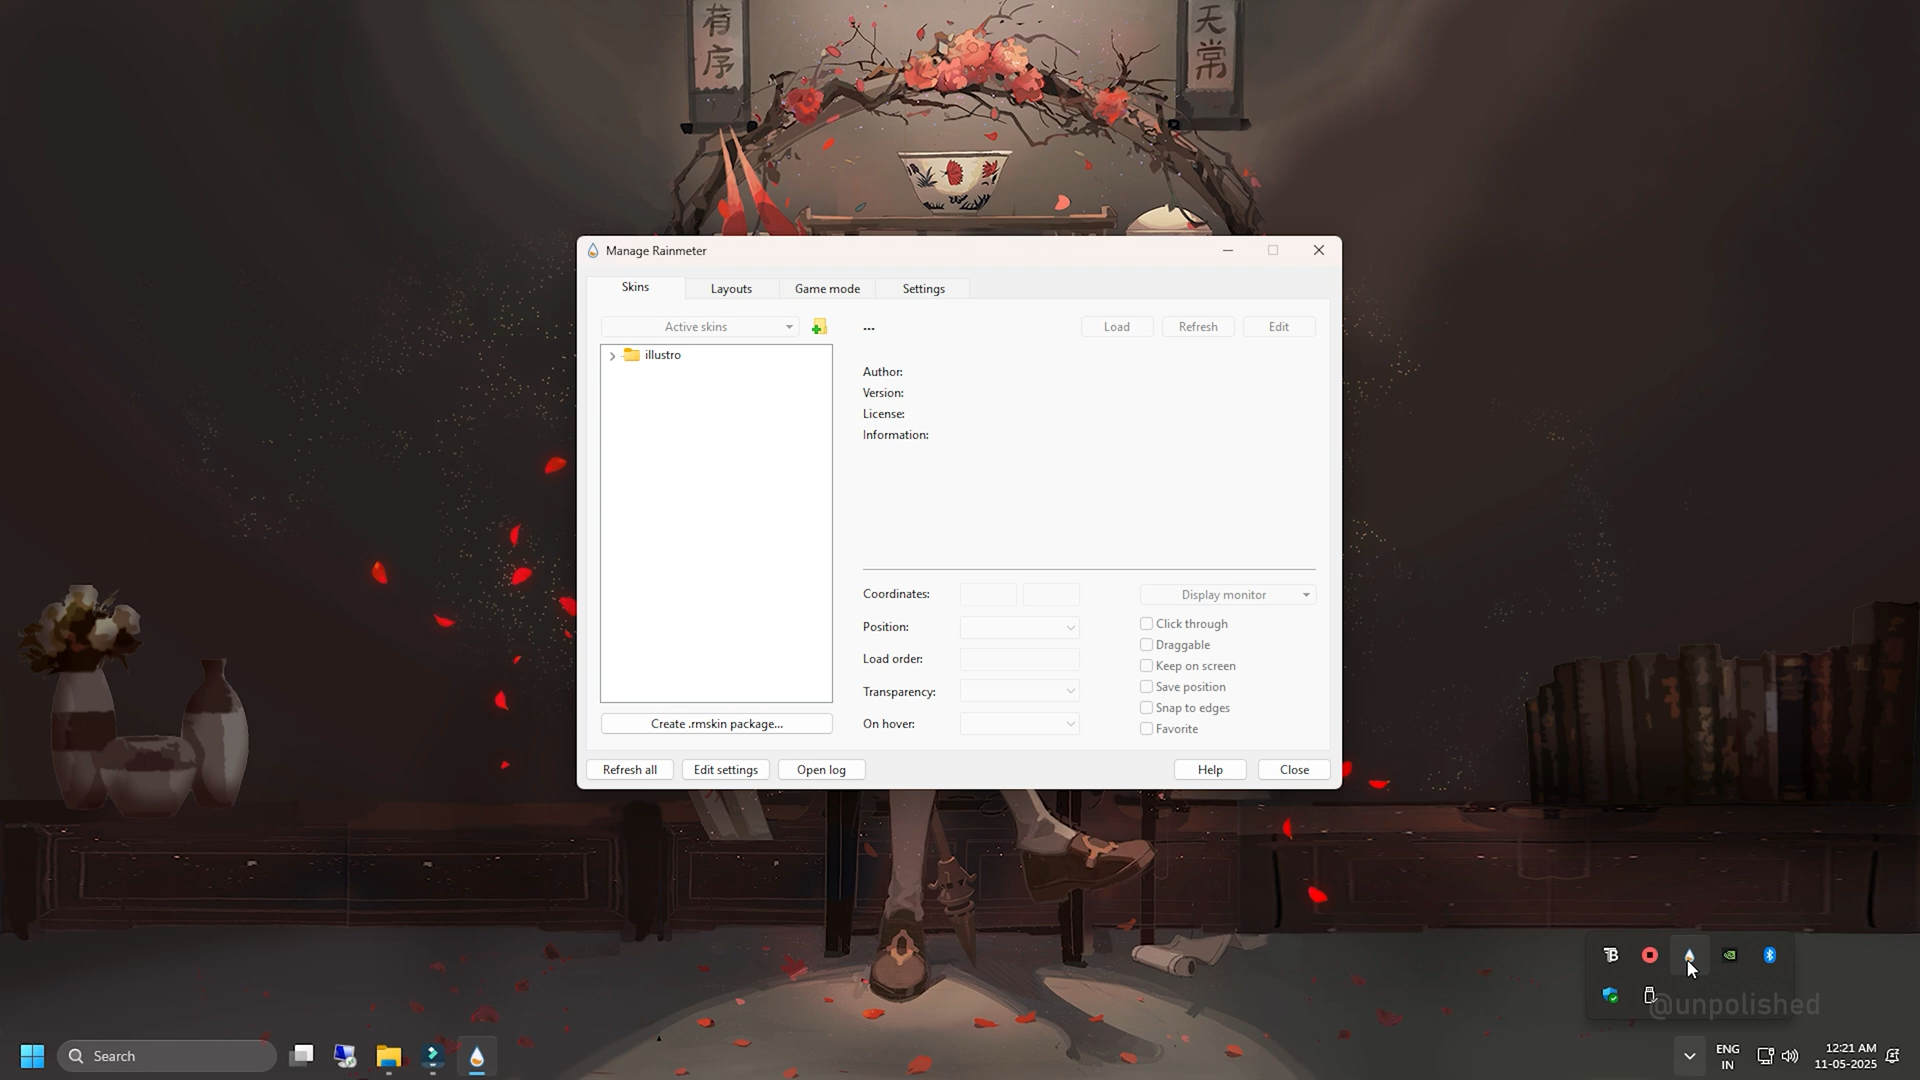 有序
天常
Manage Rainmeter
Skins
Layouts
Game mode
Settings
Active skins
...
Load
Refresh
Edit
illustro
Author:
Version:
License:
Information:
Coordinates:
Display monitor
Position:
Click through
Draggable
Load order:
Keep on screen
Transparency:
Save position
Snap to edges
On hover:
Favorite
Create .rmskin package...
Refresh all
Edit settings
Open log
Help
Close
@unpolished
Search
ENG
IN
12:21 AM
11-05-2025